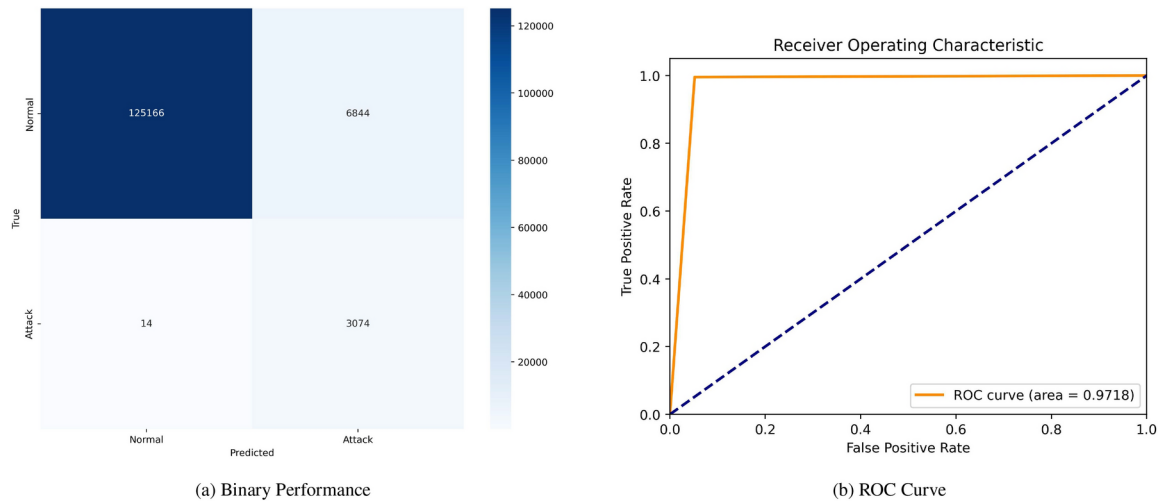 Normal
125166
6844
True
Attack
14
3074
Normal
Attack
Predicted
120000
100000
80000
60000
40000
20000
(a) Binary Performance
Receiver Operating Characteristic
1.0
0.8
0.6
0.4
0.2
0.0
True Positive Rate
ROC curve (area = 0.9718)
0.0
0.2
0.4
0.6
0.8
1.0
False Positive Rate
(b) ROC Curve